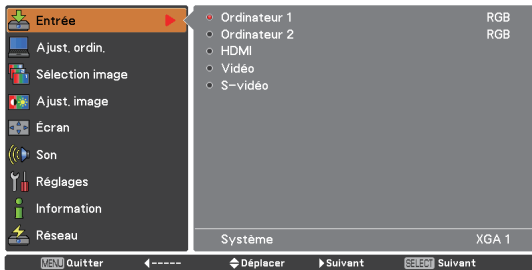 Entrée
Ajust. ordin.
Sélection image
Ajust. image
Écran
Son
Réglages
Information
Réseau
Ordinateur 1 RGB
Ordinateur 2 RGB
HDMI
Vidéo
S-vidéo
Système XGA 1
MENU Quitter ◀----- Déplacer ▶Suivant SELECT Suivant